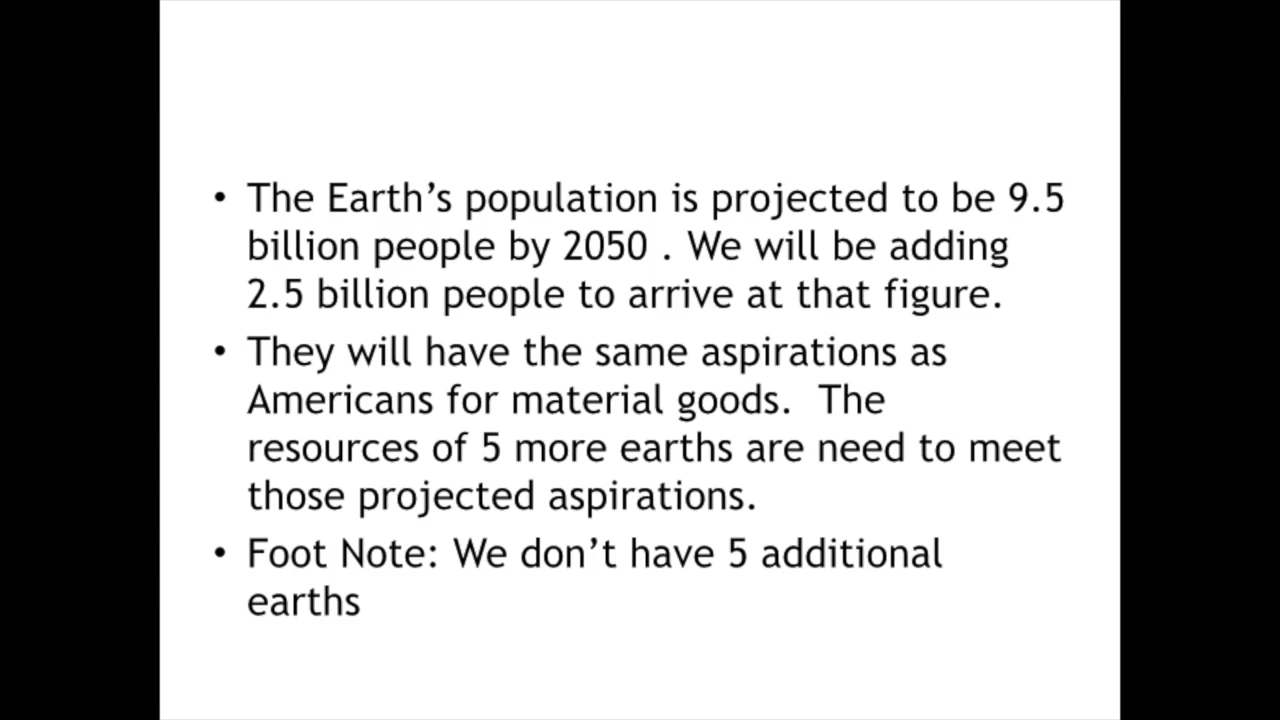 • The Earth’s population is projected to be 9.5
billion people by 2050 . We will be adding
2.5 billion people to arrive at that figure.
• They will have the same aspirations as
Americans for material goods.  The
resources of 5 more earths are need to meet
those projected aspirations.
• Foot Note: We don’t have 5 additional
earths